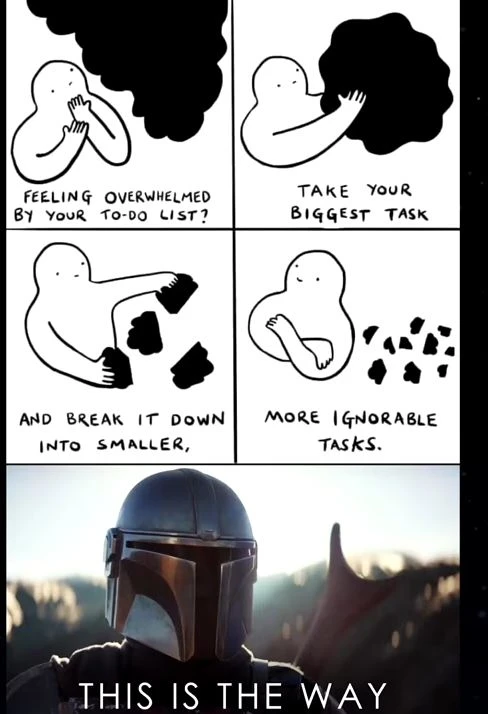 FEELING OVERWHELMED
BY YOUR TO-DO LIST?
TAKE YOUR
BIGGEST TASK
AND BREAK IT DOWN
INTO SMALLER,
MORE IGNORABLE
TASKS.
THIS IS THE WAY